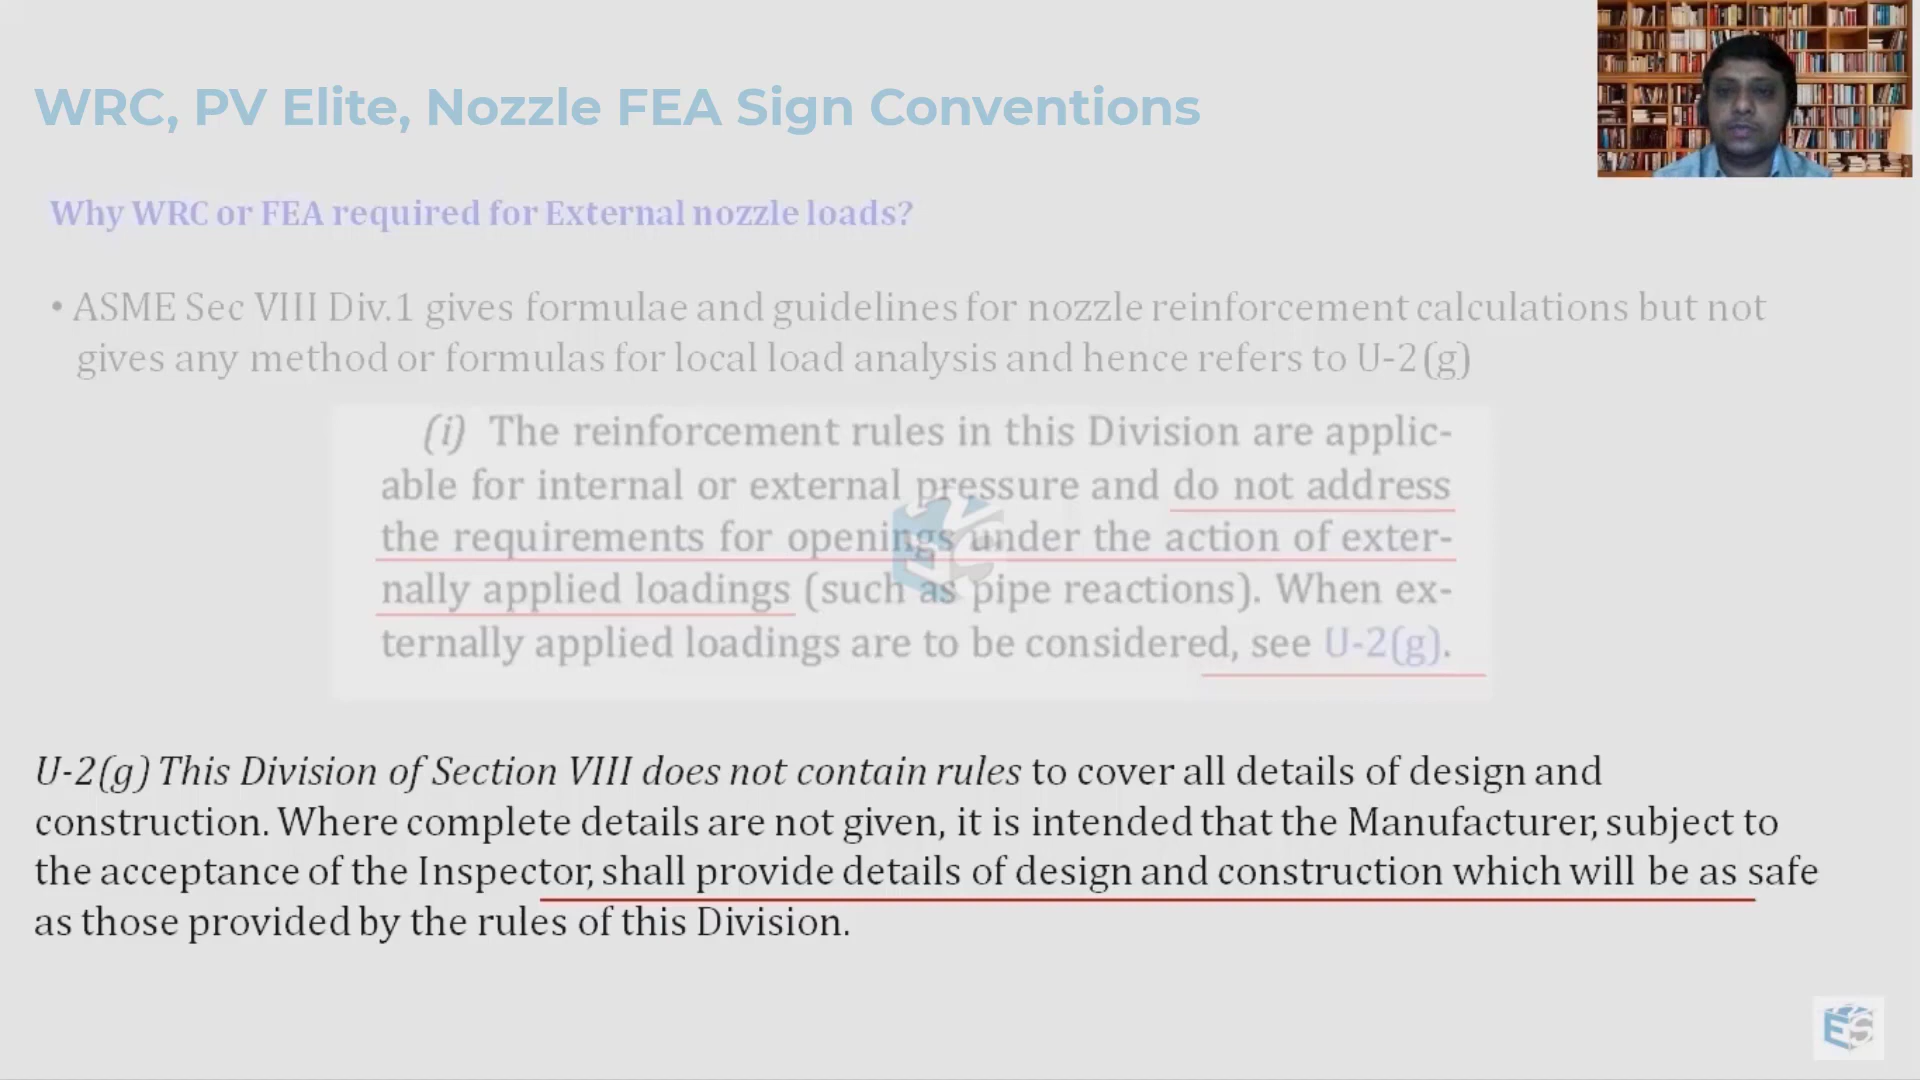 WRC, PV Elite, Nozzle FEA Sign Conventions
Why WRC or FEA required for External nozzle loads?
• ASME Sec VIII Div.1 gives formulae and guidelines for nozzle reinforcement calculations but not
gives any method or formulas for local load analysis and hence refers to U-2(g)
(i) The reinforcement rules in this Division are applic-
able for internal or external pressure and do not address
the requirements for openings under the action of exter-
nally applied loadings (such as pipe reactions). When ex-
ternally applied loadings are to be considered, see U-2(g).
U-2(g) This Division of Section VIII does not contain rules to cover all details of design and
construction. Where complete details are not given, it is intended that the Manufacturer, subject to
the acceptance of the Inspector, shall provide details of design and construction which will be as safe
as those provided by the rules of this Division.